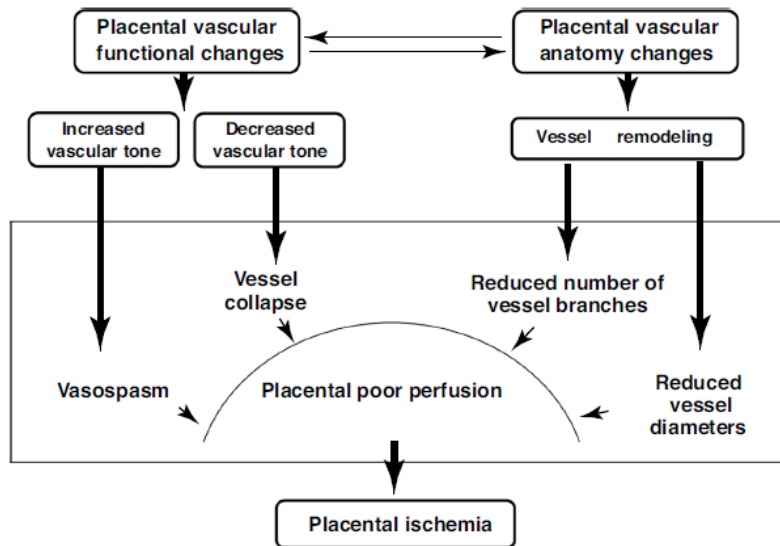 Placental vascular
functional changes
Placental vascular
anatomy changes
Increased
vascular tone
Decreased
vascular tone
Vessel remodeling
Vessel
collapse
Reduced number of
vessel branches
Vasospasm
Placental poor perfusion
Reduced
vessel
diameters
Placental ischemia